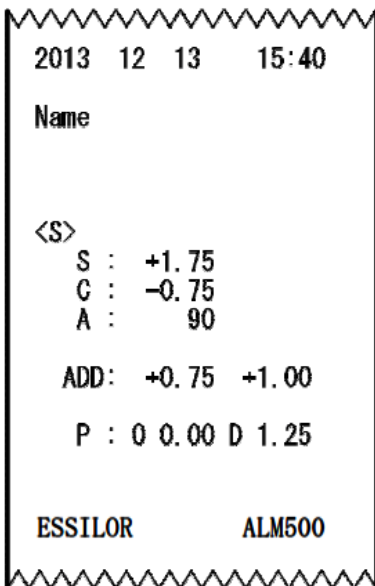 2013 12 13 15:40
Name
<S>
S : +1.75
C : -0.75
A : 90
ADD: +0.75 +1.00
P : 0 0.00 D 1.25
ESSILOR ALM500